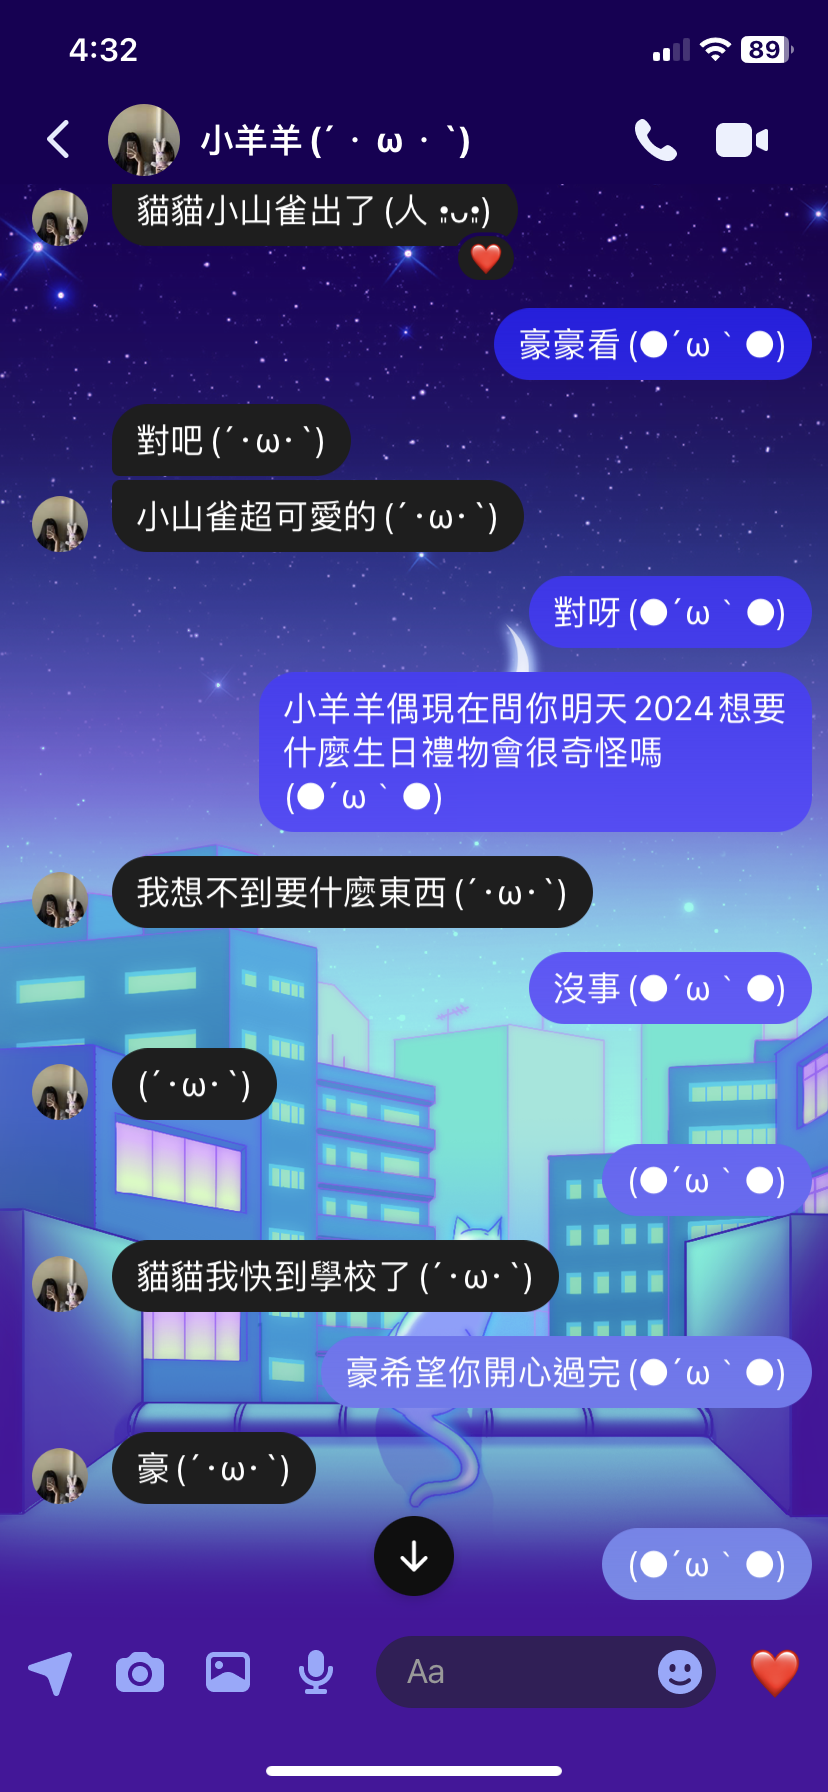 4:32
89
小羊羊 (´・ω・`)
貓貓小山雀出了 (人 •ᴗ•)
豪豪看 (●´ω｀●)
對吧 (´･ω･`)
小山雀超可愛的 (´･ω･`)
對呀 (●´ω｀●)
小羊羊偶現在問你明天 2024想要
什麼生日禮物會很奇怪嗎
(●´ω｀●)
我想不到要什麼東西 (´･ω･`)
沒事 (●´ω｀●)
(´･ω･`)
(●´ω｀●)
貓貓我快到學校了 (´･ω･`)
豪希望你開心過完 (●´ω｀●)
豪 (´･ω･`)
(●´ω｀●)
Aa